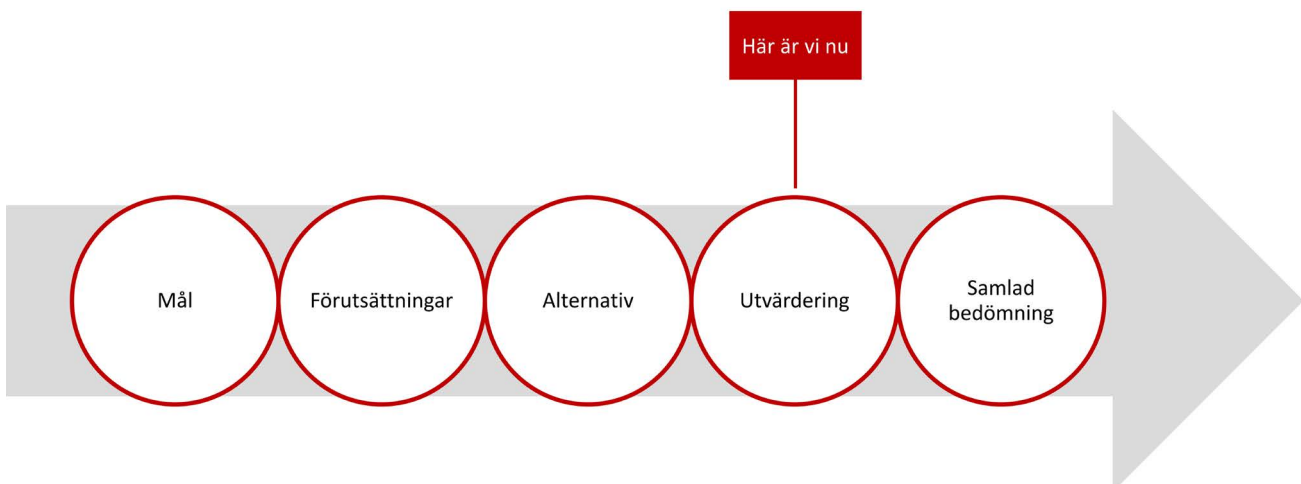 Här är vi nu
Mål
Förutsättningar
Alternativ
Utvärdering
Samlad
bedömning